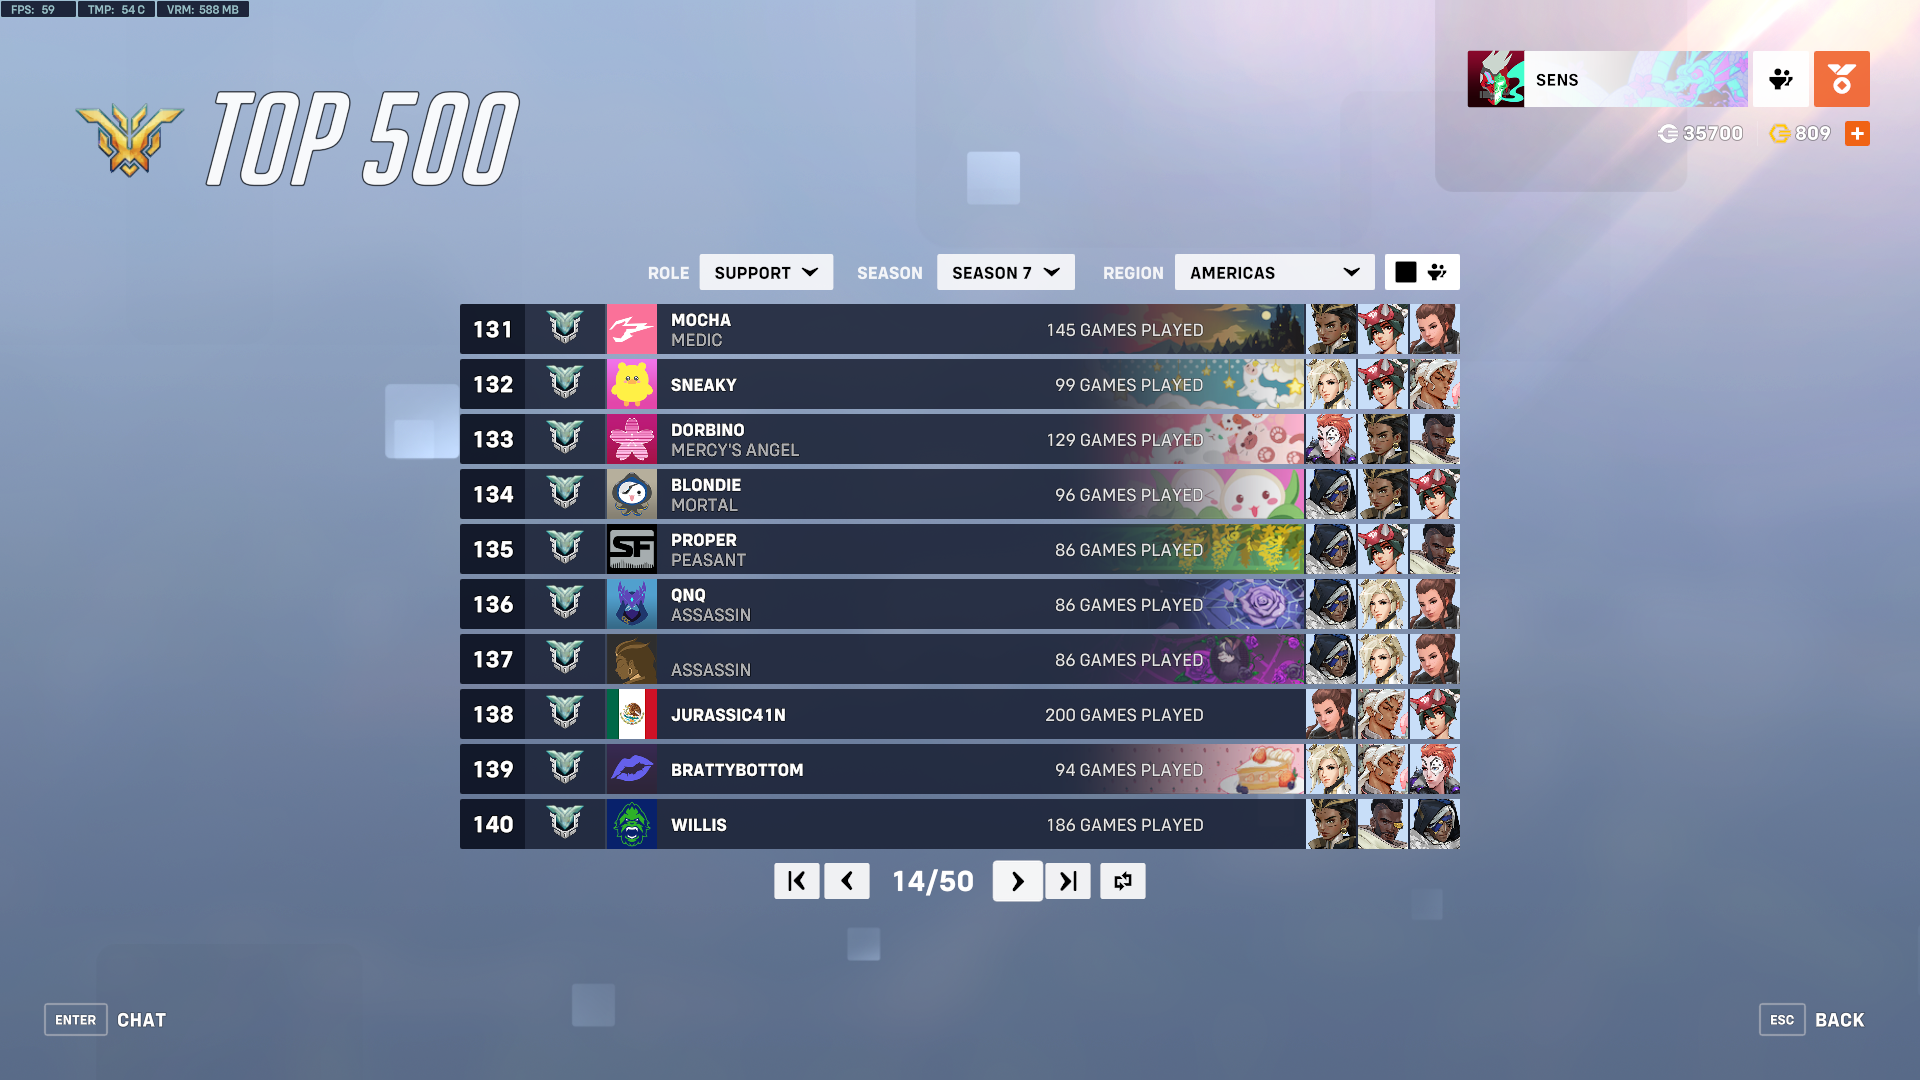 FPS: 59 TMP: 54 C VRM: 588 MB
TOP 500
SENS
35700 809
ROLE SUPPORT SEASON SEASON 7 REGION AMERICAS
131 MOCHA
MEDIC
145 GAMES PLAYED
132 SNEAKY 99 GAMES PLAYED
133 DORBINO
MERCY'S ANGEL
129 GAMES PLAYED
134 BLONDIE
MORTAL
96 GAMES PLAYED
135 SF PROPER
PEASANT
86 GAMES PLAYED
136 QNQ
ASSASSIN
86 GAMES PLAYED
137 ASSASSIN 86 GAMES PLAYED
138 JURASSIC41N 200 GAMES PLAYED
139 BRATTYBOTTOM 94 GAMES PLAYED
140 WILLIS 186 GAMES PLAYED
14/50
ENTER CHAT
ESC BACK